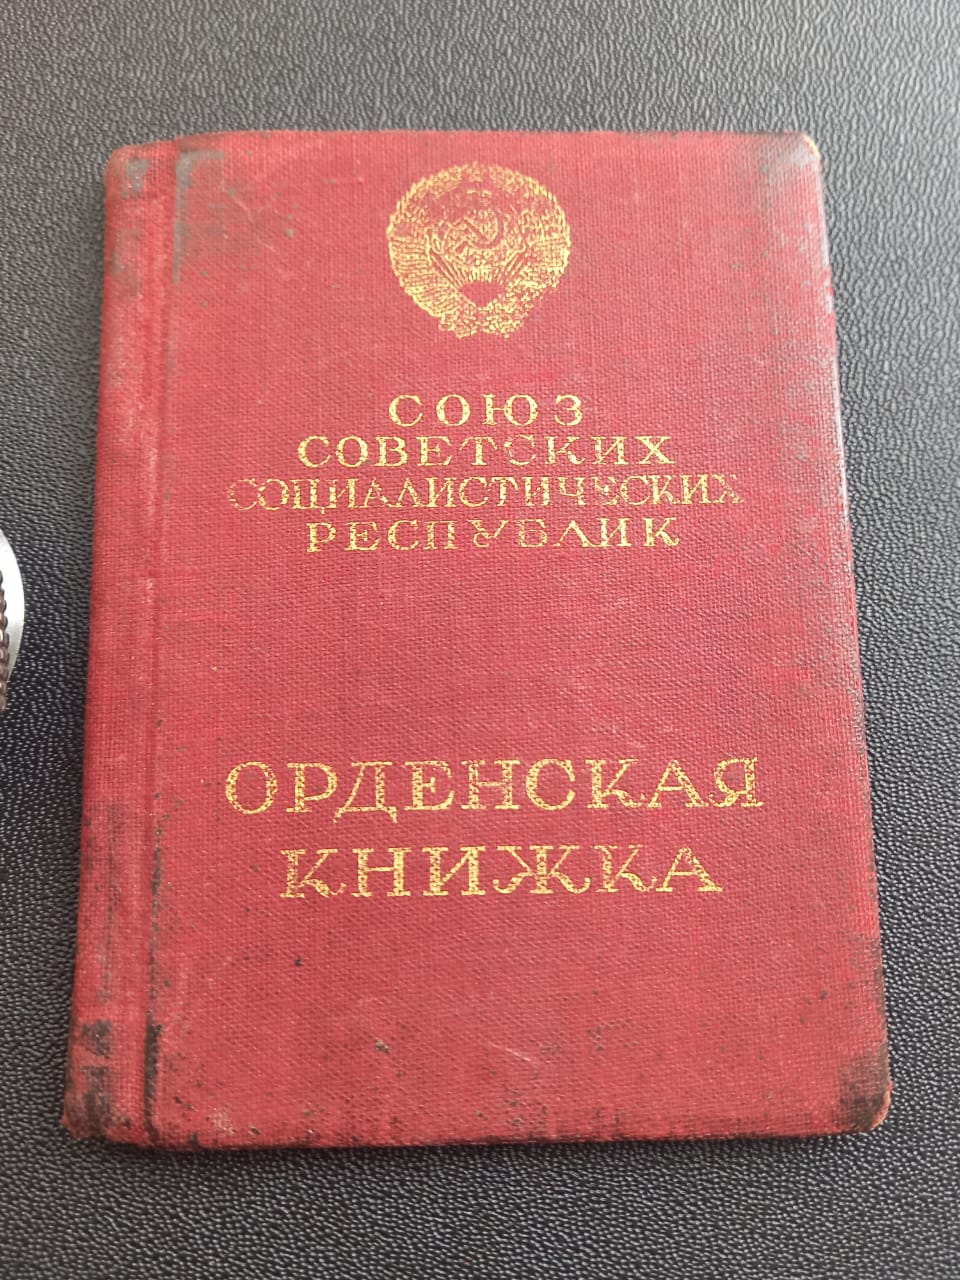 СОЮЗ
СОВЕТСКИХ
СОЦИАЛИСТИЧЕСКИХ
РЕСПУБЛИК
ОРДЕНСКАЯ
КНИЖКА